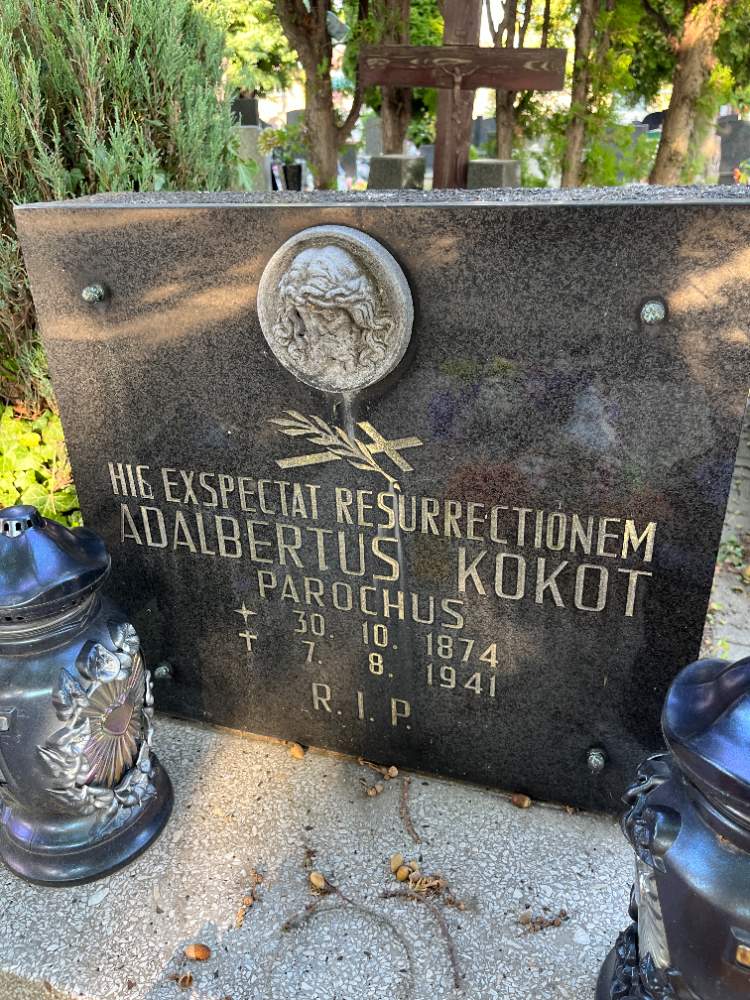 HIC EXSPECTAT RESURRECTIONEM
ADALBERTUS KOKOT
PAROCHUS
30. 10. 1874
7. 8. 1941
R.I.P.